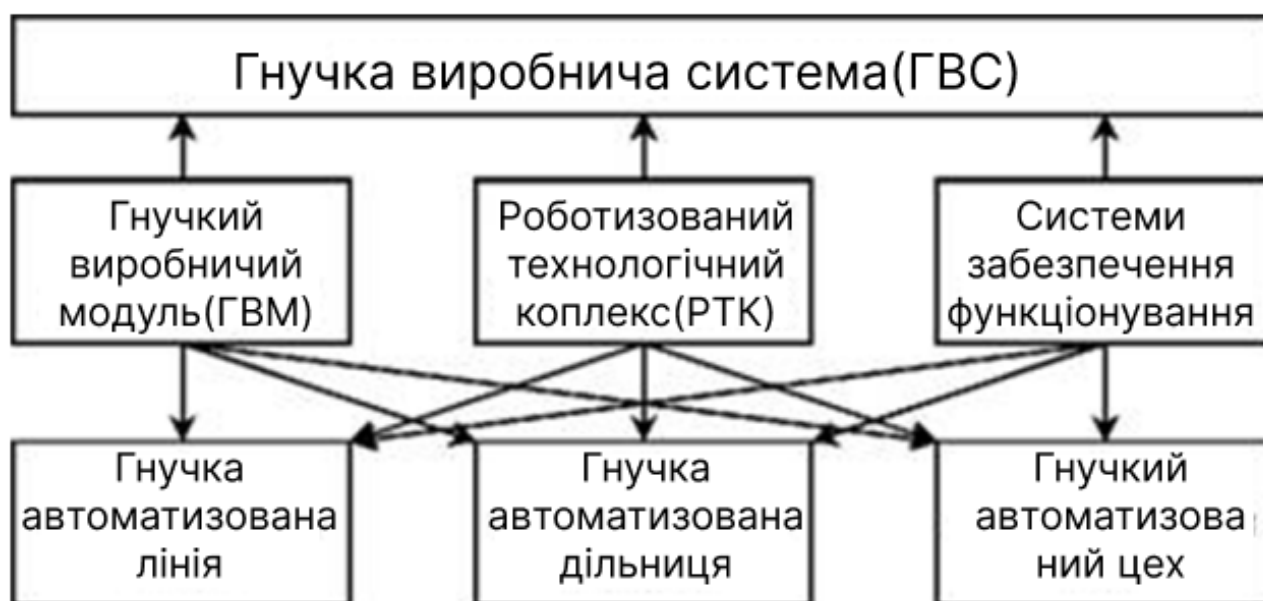 Гнучка виробнича система(ГВС)
Гнучкий
виробничий
модуль(ГВМ)
Роботизований
технологічний
коплекс(РТК)
Системи
забезпечення
функціонування
Гнучка
автоматизована
лінія
Гнучка
автоматизована
дільниця
Гнучкий
автоматизова
ний цех